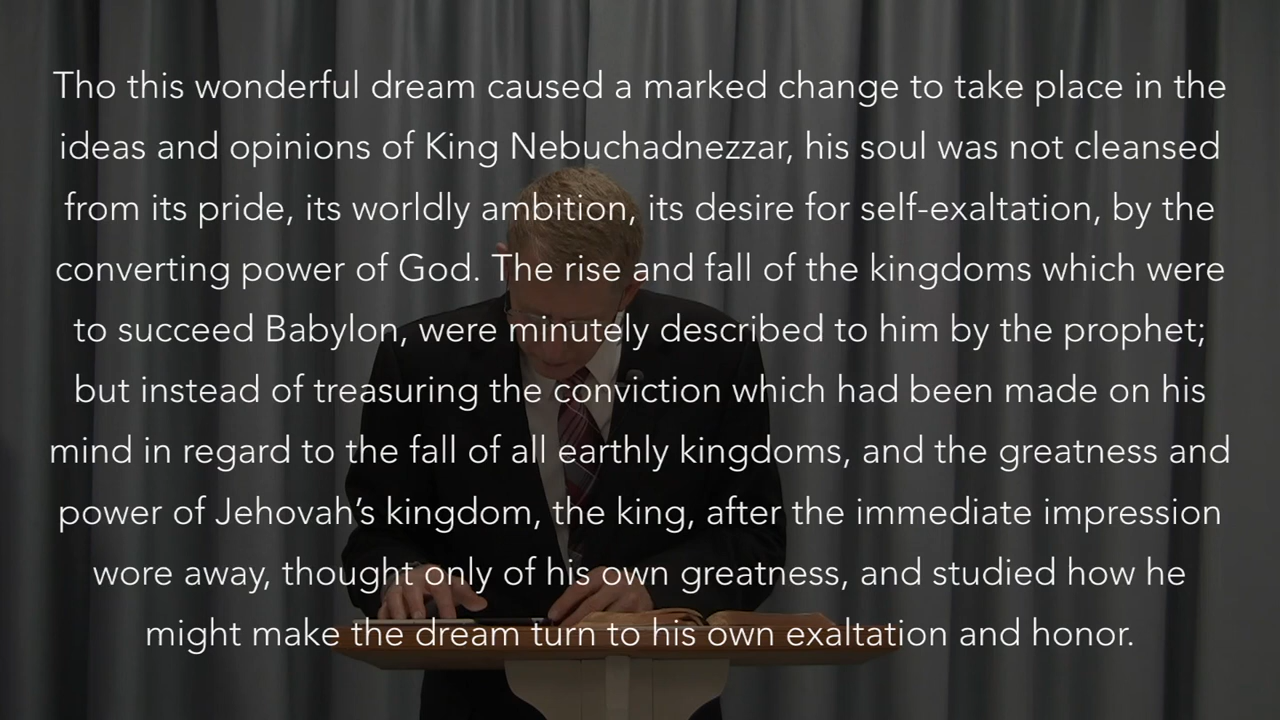 Tho this wonderful dream caused a marked change to take place in the
ideas and opinions of King Nebuchadnezzar, his soul was not cleansed
from its pride, its worldly ambition, its desire for self-exaltation, by the
converting power of God. The rise and fall of the kingdoms which were
to succeed Babylon, were minutely described to him by the prophet;
but instead of treasuring the conviction which had been made on his
mind in regard to the fall of all earthly kingdoms, and the greatness and
power of Jehovah’s kingdom, the king, after the immediate impression
wore away, thought only of his own greatness, and studied how he
might make the dream turn to his own exaltation and honor.